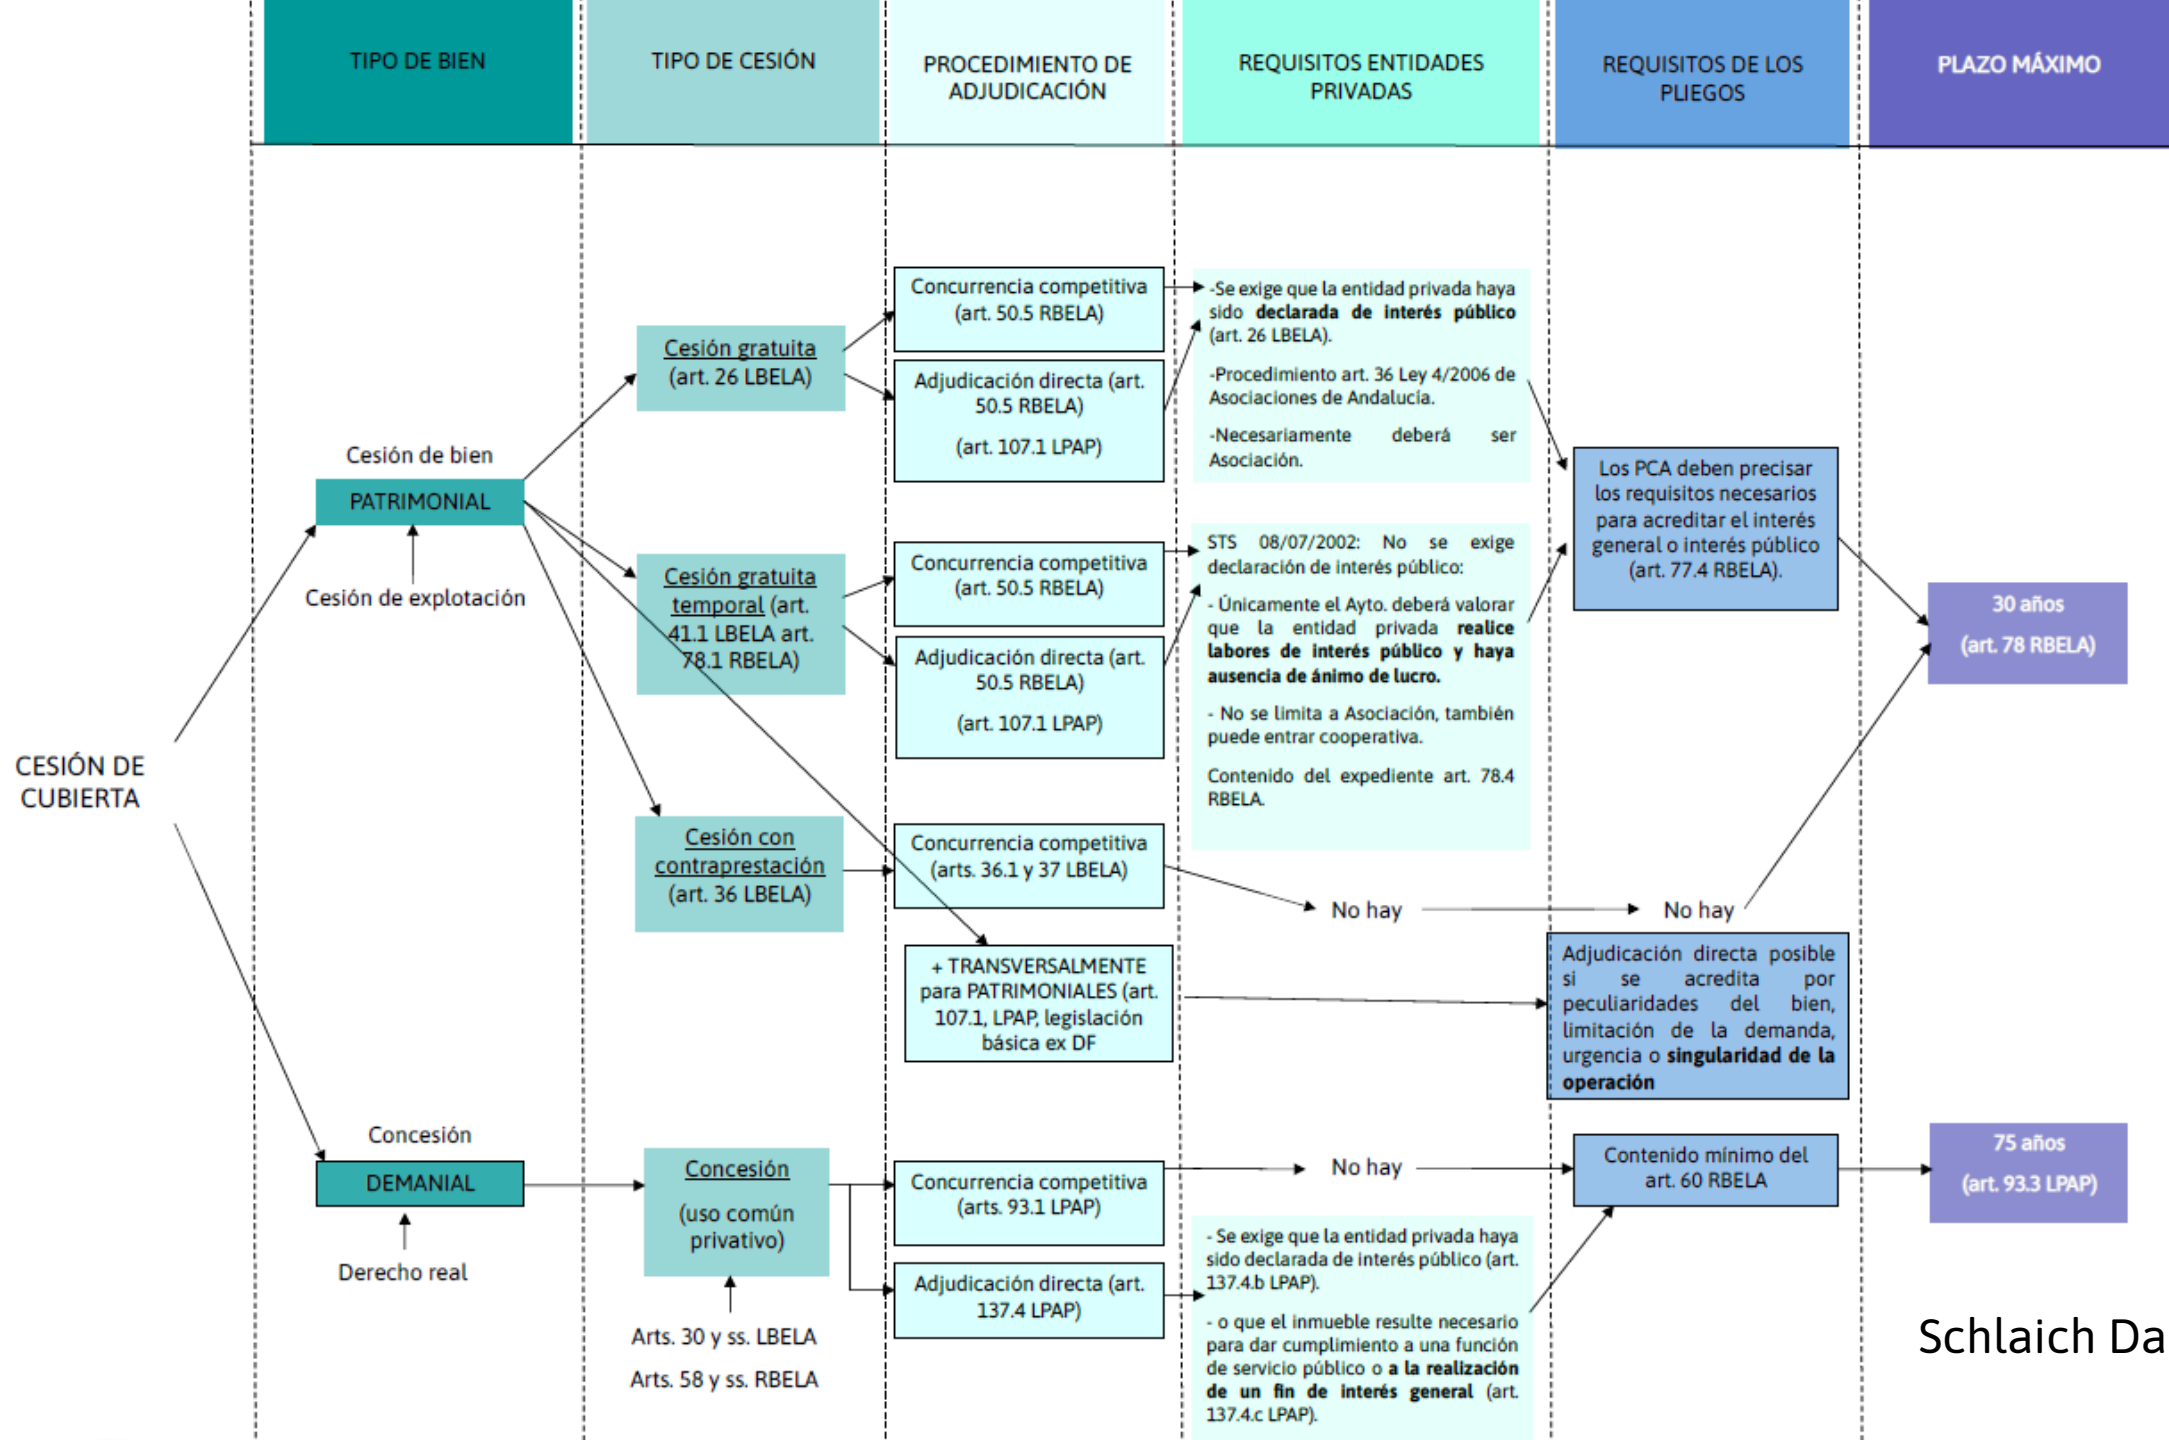 TIPO DE BIEN
TIPO DE CESIÓN
PROCEDIMIENTO DE
ADJUDICACIÓN
REQUISITOS ENTIDADES
PRIVADAS
REQUISITOS DE LOS
PLIEGOS
PLAZO MÁXIMO
CESIÓN DE
CUBIERTA
Cesión de bien
PATRIMONIAL
Cesión de explotación
Cesión gratuita
(art. 26 LBELA)
Concurrencia competitiva
(art. 50.5 RBELA)
Adjudicación directa (art.
50.5 RBELA)
(art. 107.1 LPAP)
-Se exige que la entidad privada haya
sido declarada de interés público
(art. 26 LBELA).
-Procedimiento art. 36 Ley 4/2006 de
Asociaciones de Andalucía.
-Necesariamente deberá ser
Asociación.
Cesión gratuita
temporal (art.
41.1 LBELA art.
78.1 RBELA)
Concurrencia competitiva
(art. 50.5 RBELA)
Adjudicación directa (art.
50.5 RBELA)
(art. 107.1 LPAP)
STS 08/07/2002: No se exige
declaración de interés público:
- Únicamente el Ayto. deberá valorar
que la entidad privada realice
labores de interés público y haya
ausencia de ánimo de lucro.
- No se limita a Asociación, también
puede entrar cooperativa.
Contenido del expediente art. 78.4
RBELA.
Los PCA deben precisar
los requisitos necesarios
para acreditar el interés
general o interés público
(art. 77.4 RBELA).
30 años
(art. 78 RBELA)
Cesión con
contraprestación
(art. 36 LBELA)
Concurrencia competitiva
(arts. 36.1 y 37 LBELA)
No hay
No hay
+ TRANSVERSALMENTE
para PATRIMONIALES (art.
107.1, LPAP, legislación
básica ex DF
Adjudicación directa posible
si se acredita por
peculiaridades del bien,
limitación de la demanda,
urgencia o singularidad de la
operación
Concesión
DEMANIAL
Derecho real
Concesión
(uso común
privativo)
Arts. 30 y ss. LBELA
Arts. 58 y ss. RBELA
Concurrencia competitiva
(arts. 93.1 LPAP)
Adjudicación directa (art.
137.4 LPAP)
No hay
- Se exige que la entidad privada haya
sido declarada de interés público (art.
137.4.b LPAP).
- o que el inmueble resulte necesario
para dar cumplimiento a una función
de servicio público o a la realización
de un fin de interés general (art.
137.4.c LPAP).
Contenido mínimo del
art. 60 RBELA
75 años
(art. 93.3 LPAP)
Schlaich Da